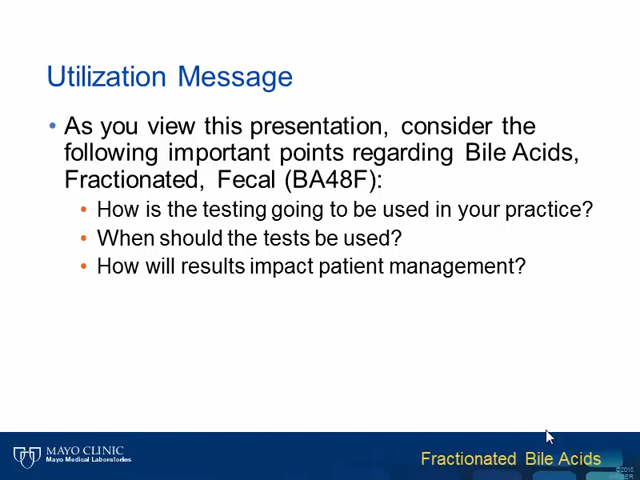 Utilization Message
• As you view this presentation, consider the
following important points regarding Bile Acids,
Fractionated, Fecal (BA48F):
• How is the testing going to be used in your practice?
• When should the tests be used?
• How will results impact patient management?
MAYO CLINIC
Mayo Medical Laboratories
Fractionated Bile Acids